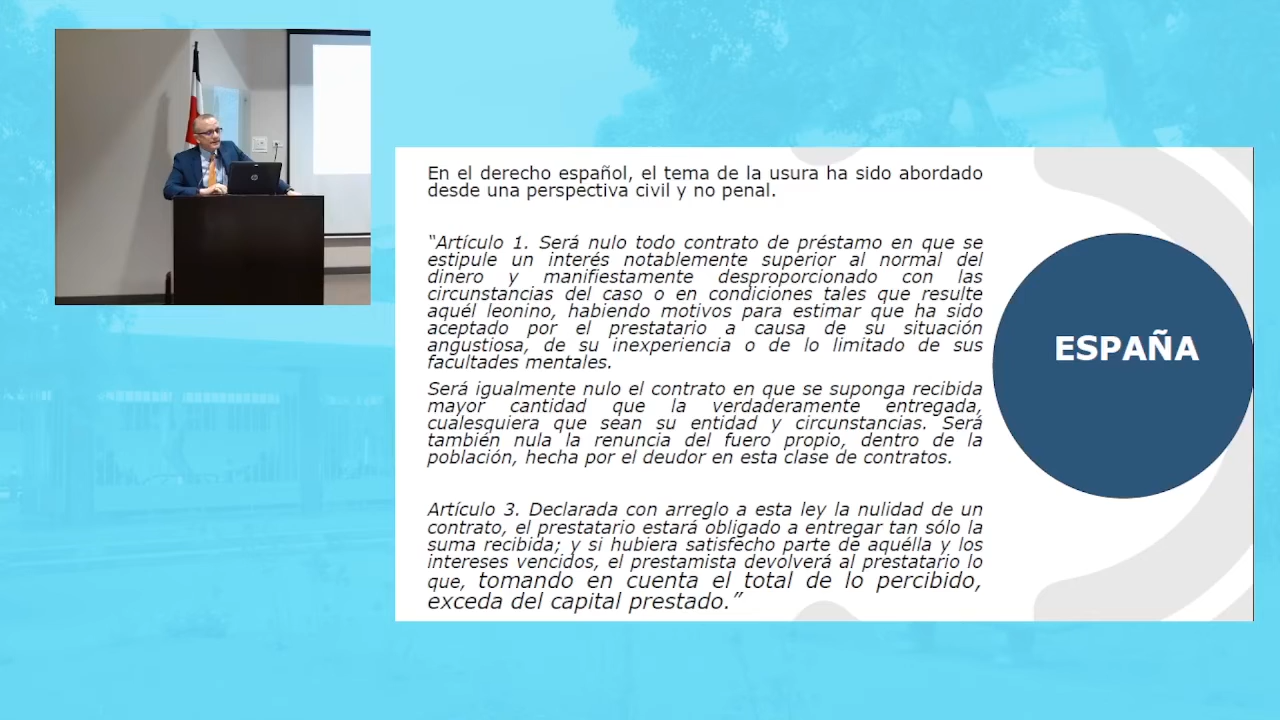 En el derecho español, el tema de la usura ha sido abordado
desde una perspectiva civil y no penal.
“Artículo 1. Será nulo todo contrato de préstamo en que se
estipule un interés notablemente superior al normal del
dinero y manifiestamente desproporcionado con las
circunstancias del caso o en condiciones tales que resulte
aquél leonino, habiendo motivos para estimar que ha sido
aceptado por el prestatario a causa de su situación
angustiosa, de su inexperiencia o de lo limitado de sus
facultades mentales.
Será igualmente nulo el contrato en que se suponga recibida
mayor cantidad que la verdaderamente entregada,
cualesquiera que sean su entidad y circunstancias. Será
también nula la renuncia del fuero propio, dentro de la
población, hecha por el deudor en esta clase de contratos.
Artículo 3. Declarada con arreglo a esta ley la nulidad de un
contrato, el prestatario estará obligado a entregar tan sólo la
suma recibida; y si hubiera satisfecho parte de aquélla y los
intereses vencidos, el prestamista devolverá al prestatario lo
que, tomando en cuenta el total de lo percibido,
exceda del capital prestado.”
ESPAÑA